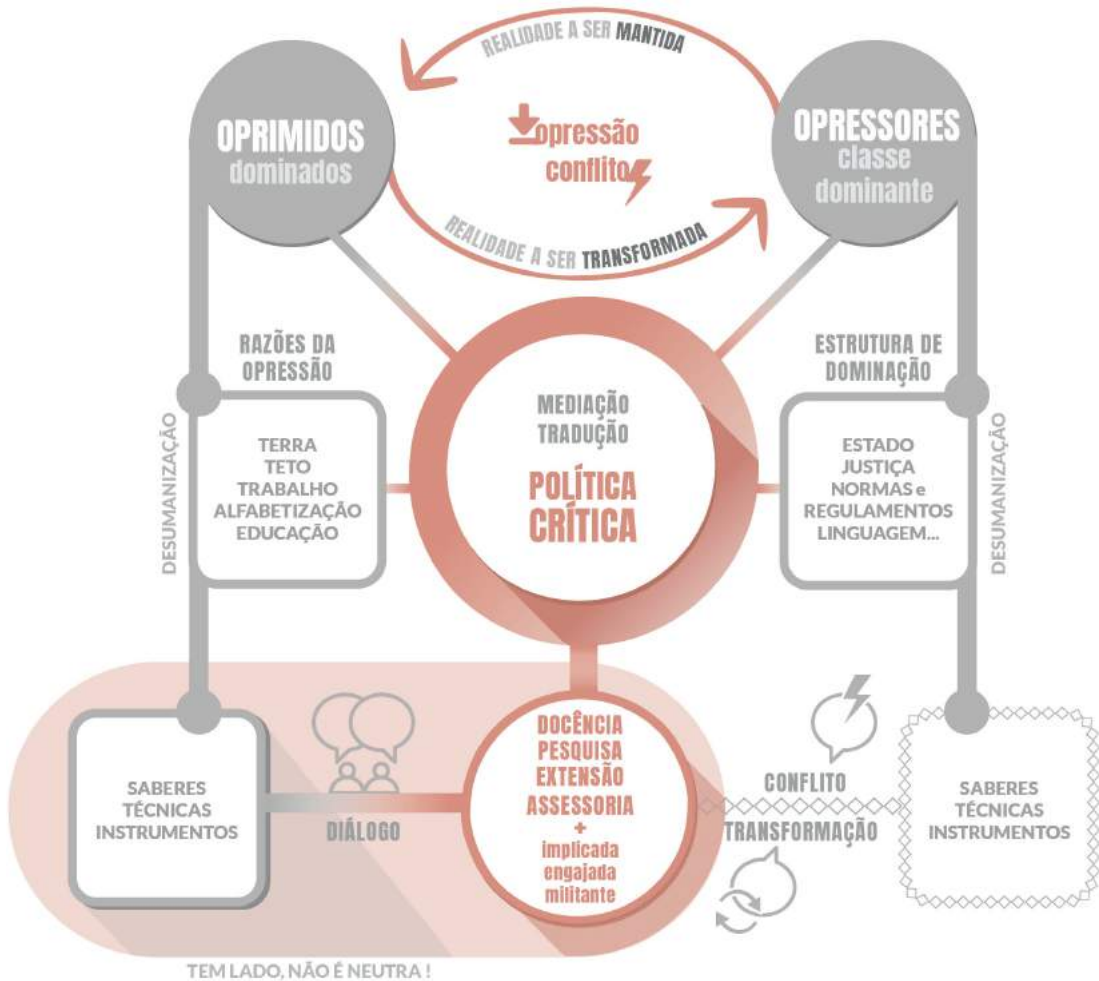 REALIDADE A SER MANTIDA
OPRIMIDOS
dominados
opressão
conflito
OPRESSORES
classe
dominante
REALIDADE A SER TRANSFORMADA
RAZÕES DA
OPRESSÃO
DESUMANIZAÇÃO
TERRA
TETO
TRABALHO
ALFABETIZAÇÃO
EDUCAÇÃO
MEDIAÇÃO
TRADUÇÃO
POLÍTICA
CRÍTICA
ESTRUTURA DE
DOMINAÇÃO
ESTADO
JUSTIÇA
NORMAS e
REGULAMENTOS
LINGUAGEM...
DESUMANIZAÇÃO
SABERES
TÉCNICAS
INSTRUMENTOS
DIÁLOGO
DOCÊNCIA
PESQUISA
EXTENSÃO
ASSESSORIA
+
implicada
engajada
militante
CONFLITO
TRANSFORMAÇÃO
SABERES
TÉCNICAS
INSTRUMENTOS
TEM LADO, NÃO É NEUTRA !